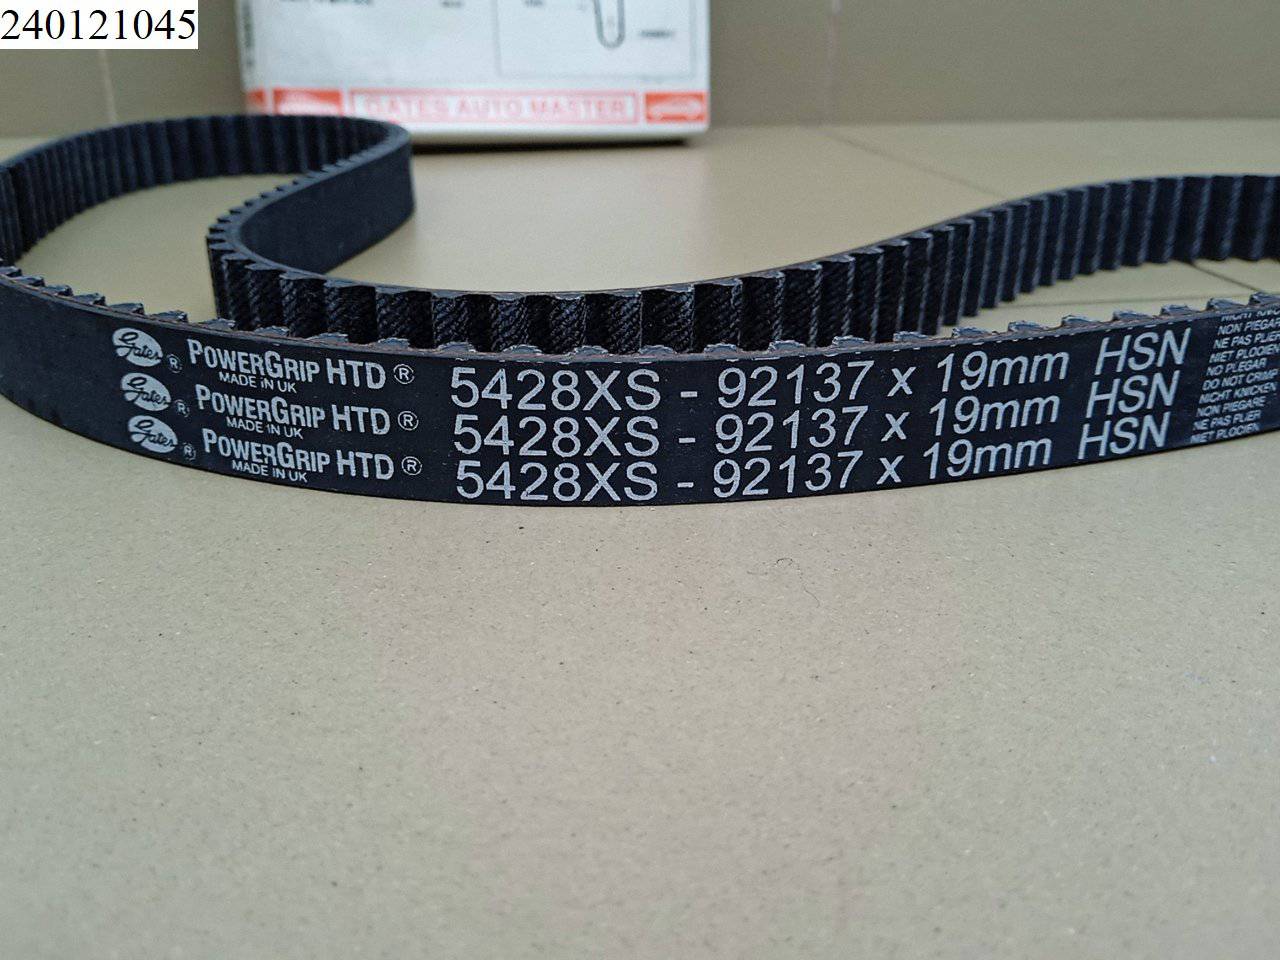 240121045
GATES AUTO MASTER
Gates ® POWERGRIP HTD ® 5428XS - 92137 x 19mm HSN
MADE IN UK
Gates ® POWERGRIP HTD ® 5428XS - 92137 x 19mm HSN
MADE IN UK
Gates ® POWERGRIP HTD ® 5428XS - 92137 x 19mm HSN
MADE IN UK
NON PIEGA
NE PAS PLIE
NIET PLOOIEN
NO PLEGAR
DO NOT CRIMP
NICHT KNICKEN
NON PIEGARE
NE PAS PLIER
NIET PLOOIEN